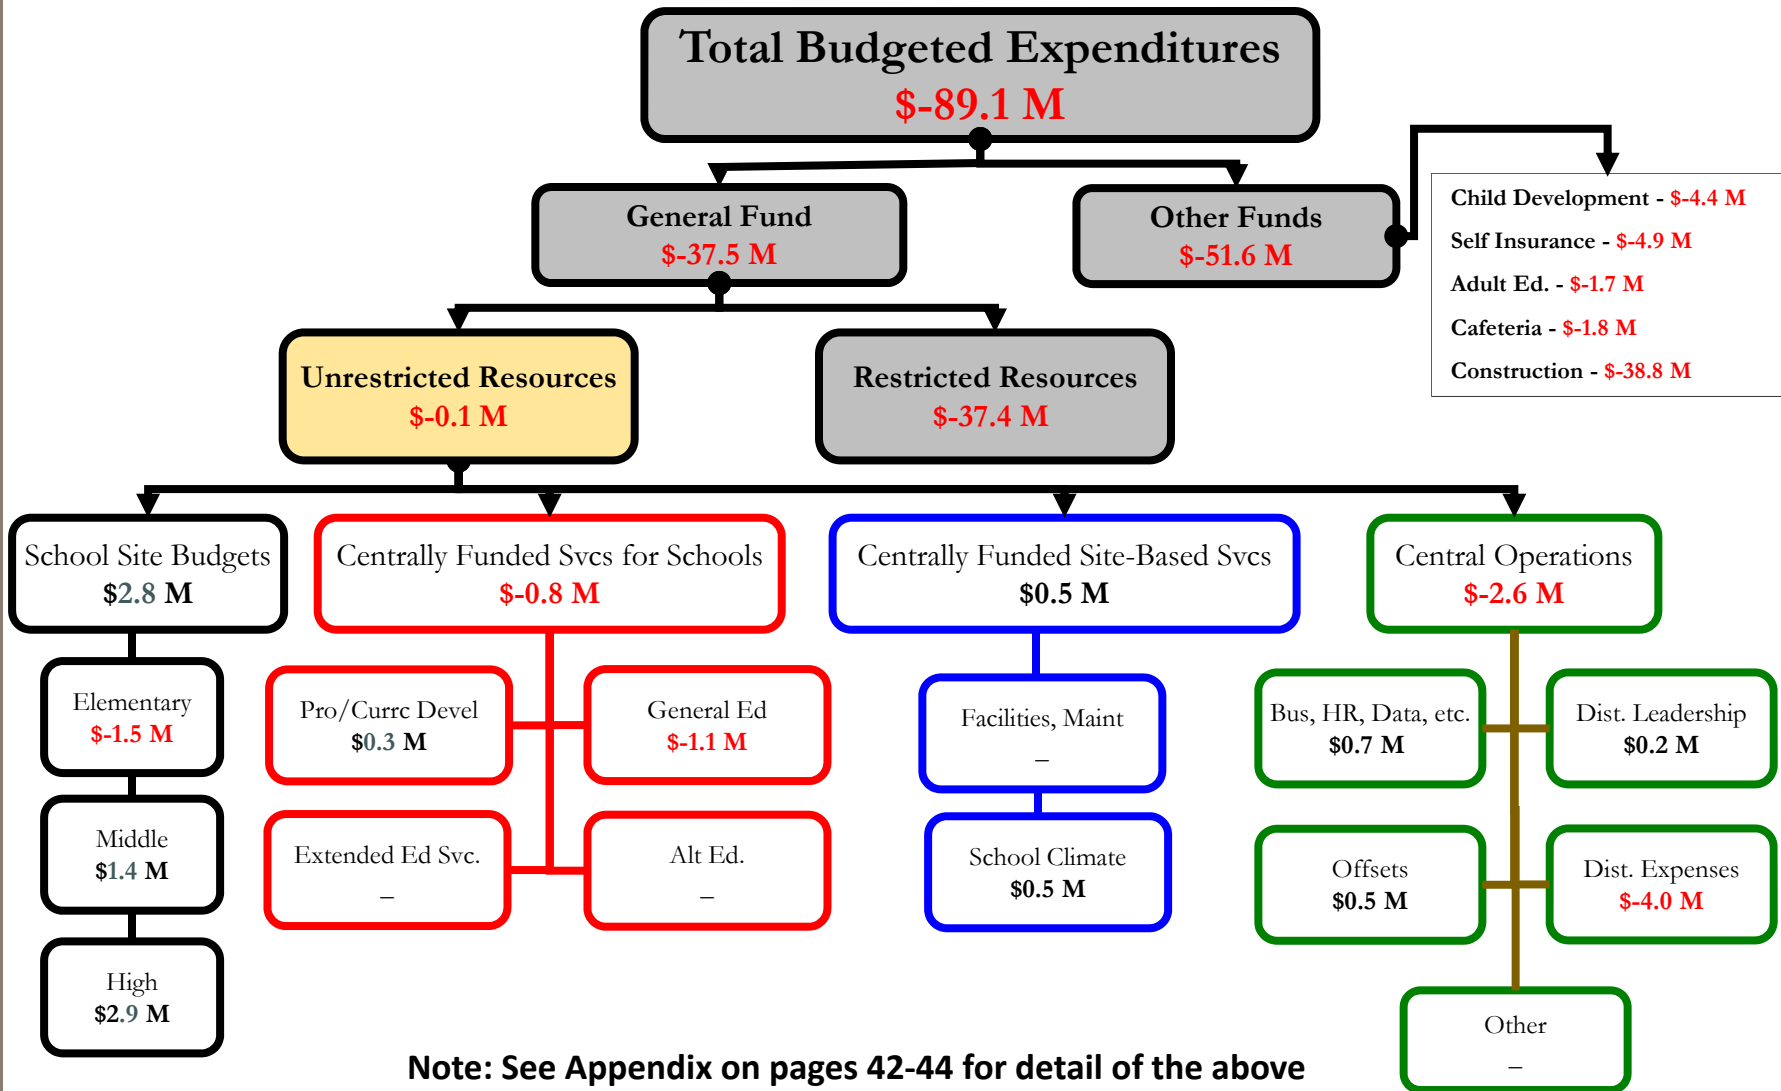 Total Budgeted Expenditures
$-89.1 M
General Fund
$-37.5 M
Other Funds
$-51.6 M
Child Development - $-4.4 M
Self Insurance - $-4.9 M
Adult Ed. - $-1.7 M
Cafeteria - $-1.8 M
Construction - $-38.8 M
Unrestricted Resources
$-0.1 M
Restricted Resources
$-37.4 M
School Site Budgets
$2.8 M
Centrally Funded Svcs for Schools
$-0.8 M
Centrally Funded Site-Based Svcs
$0.5 M
Central Operations
$-2.6 M
Elementary
$-1.5 M
Middle
$1.4 M
High
$2.9 M
Pro/Currc Devel
$0.3 M
General Ed
$-1.1 M
Extended Ed Svc.
–
Alt Ed.
–
Facilities, Maint
–
School Climate
$0.5 M
Bus, HR, Data, etc.
$0.7 M
Dist. Leadership
$0.2 M
Offsets
$0.5 M
Dist. Expenses
$-4.0 M
Other
–
Note: See Appendix on pages 42-44 for detail of the above